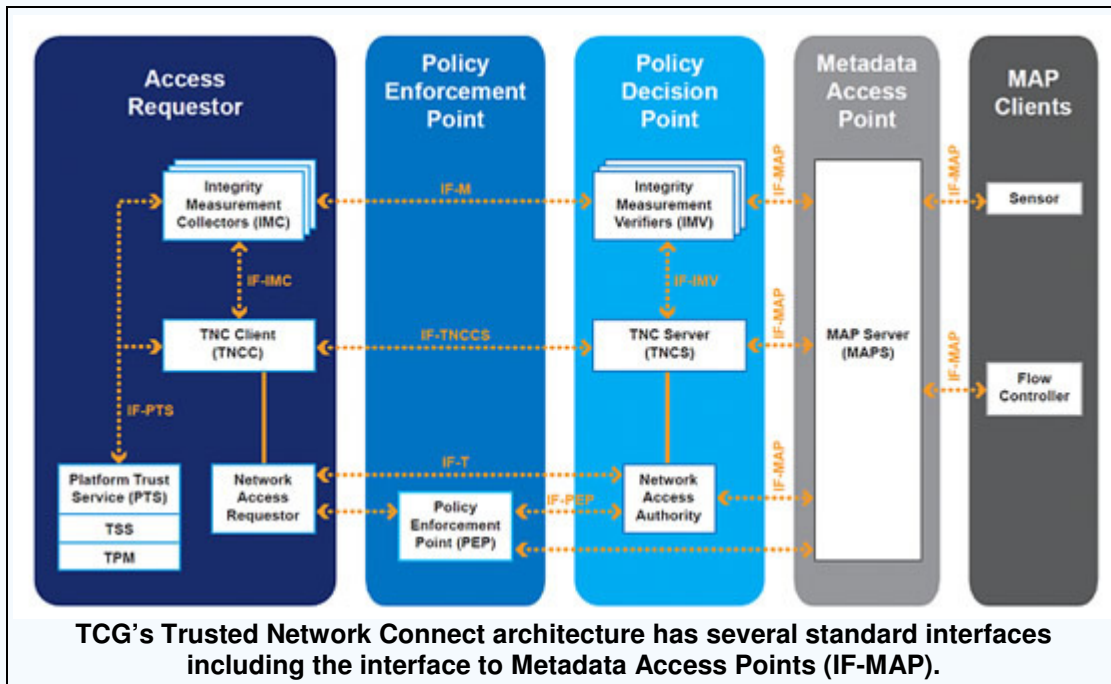 Access
Requestor
Policy
Enforcement
Point
Policy
Decision
Point
Metadata
Access
Point
MAP
Clients
Integrity
Measurement
Collectors (IMC)
IF-M
Integrity
Measurement
Verifiers (IMV)
IF-MAP
IF-MAP
Sensor
IF-IMC
IF-IMV
TNC Client
(TNCC)
IF-TNCCS
TNC Server
(TNCS)
IF-MAP
MAP Server
(MAPS)
IF-MAP
Flow
Controller
IF-PTS
Platform Trust
Service (PTS)
TSS
TPM
Network
Access
Requestor
IF-T
IF-PEP
Policy
Enforcement
Point (PEP)
Network
Access
Authority
IF-MAP
TCG's Trusted Network Connect architecture has several standard interfaces
including the interface to Metadata Access Points (IF-MAP).